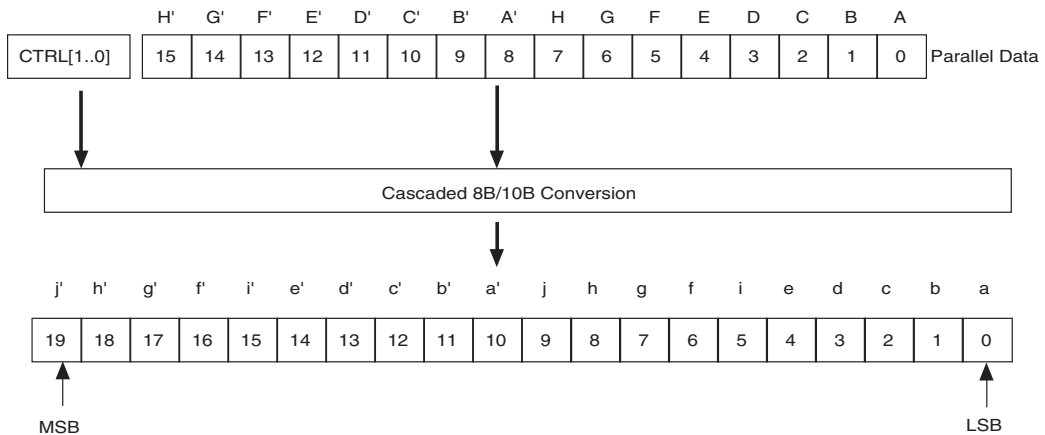 H' G' F' E' D' C' B' A' H G F E D C B A
CTRL[1..0] 15 14 13 12 11 10 9 8 7 6 5 4 3 2 1 0 Parallel Data
Cascaded 8B/10B Conversion
j' h' g' f' i' e' d' c' b' a' j h g f i e d c b a
19 18 17 16 15 14 13 12 11 10 9 8 7 6 5 4 3 2 1 0
MSB LSB